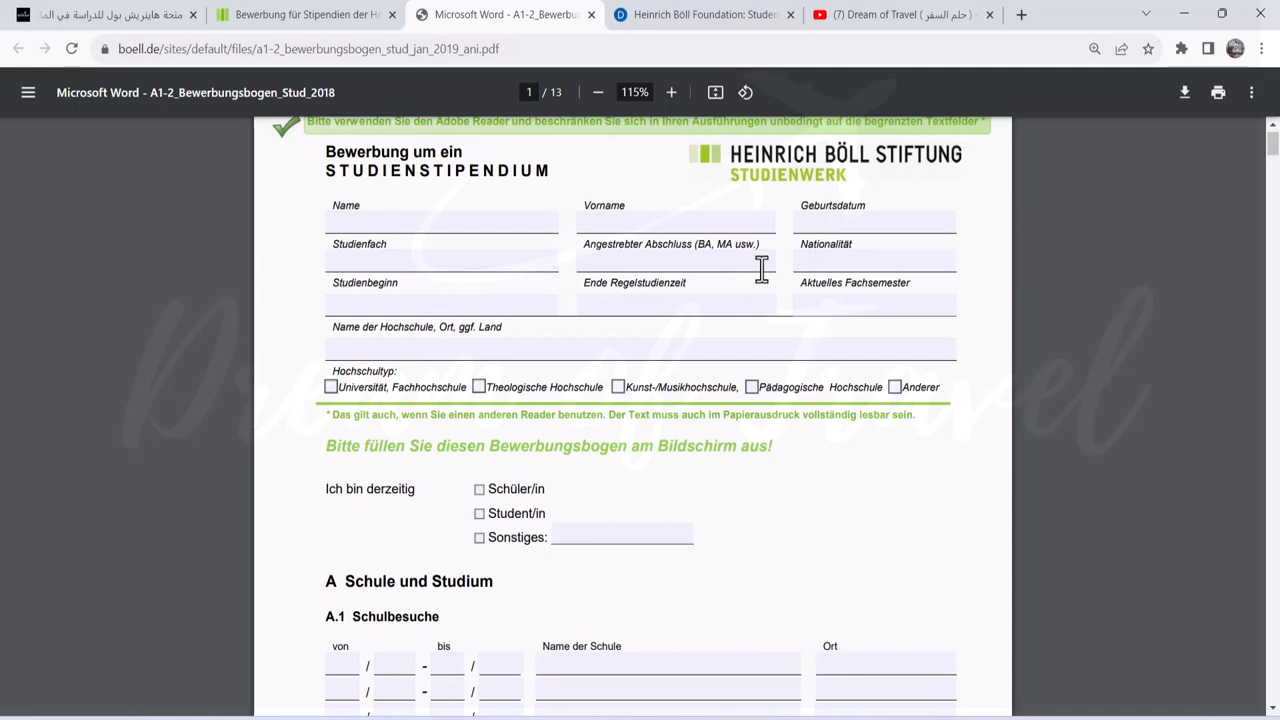 منحة هاينريش بول للدراسة في الما
Bewerbung für Stipendien der He
Microsoft Word - A1-2_Bewerbun
Heinrich Böll Foundation: Studen
(7) Dream of Travel ( حلم السفر ) -
boell.de/sites/default/files/a1-2_bewerbungsbogen_stud_jan_2019_ani.pdf
Microsoft Word - A1-2_Bewerbungsbogen_Stud_2018
1 / 13
115%
Bitte verwenden Sie den Adobe Reader und beschränken Sie sich in Ihren Ausführungen unbedingt auf die begrenzten Textfelder *
Bewerbung um ein
STUDIENSTIPENDIUM
HEINRICH BÖLL STIFTUNG
STUDIENWERK
Name Vorname Geburtsdatum
Studienfach Angestrebter Abschluss (BA, MA usw.) Nationalität
Studienbeginn Ende Regelstudienzeit Aktuelles Fachsemester
Name der Hochschule, Ort, ggf. Land
Hochschultyp:
Universität, Fachhochschule Theologische Hochschule Kunst-/Musikhochschule, Pädagogische Hochschule Anderer
* Das gilt auch, wenn Sie einen anderen Reader benutzen. Der Text muss auch im Papierausdruck vollständig lesbar sein.
Bitte füllen Sie diesen Bewerbungsbogen am Bildschirm aus!
Ich bin derzeitig Schüler/in
Student/in
Sonstiges:
A Schule und Studium
A.1 Schulbesuche
von bis Name der Schule Ort
/ - /
/ - /
Dream of Travel